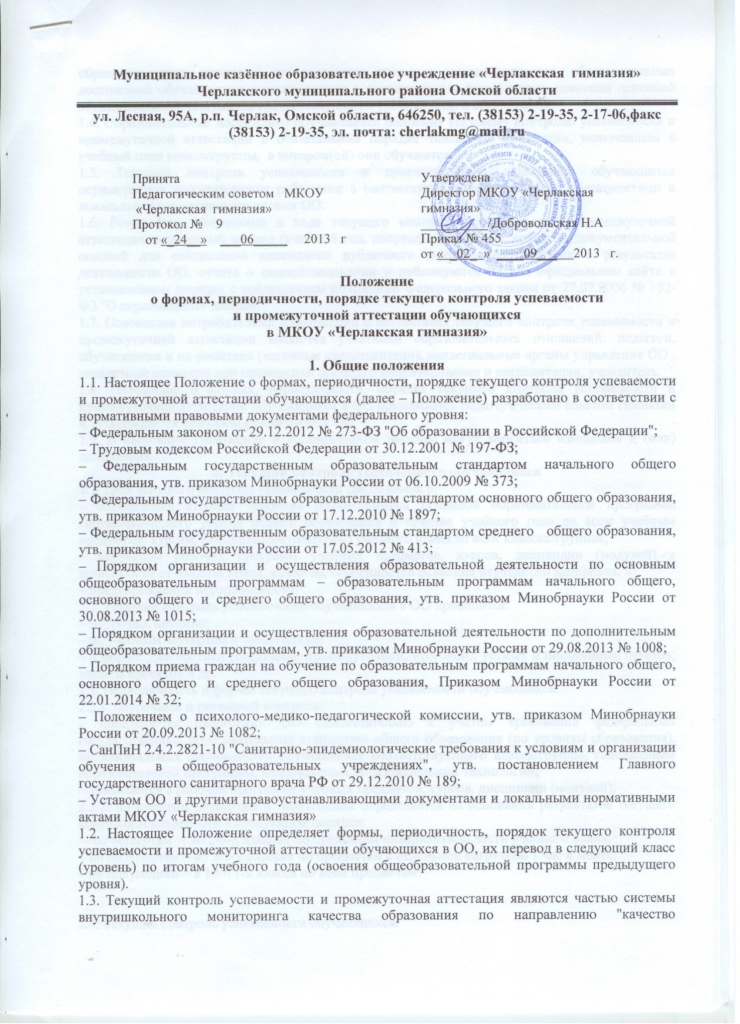 Муниципальное казённое образовательное учреждение «Черлакская гимназия»
Черлакского муниципального района Омской области
ул. Лесная, 95А, р.п. Черлак, Омской области, 646250, тел. (38153) 2-19-35, 2-17-06,факс
(38153) 2-19-35, эл. почта: cherlakmg@mail.ru
Принята
Педагогическим советом МКОУ
«Черлакская гимназия»
Протокол № 9
от «_24__» ___06____ 2013 г
Утверждена
Директор МКОУ «Черлакская
гимназия»
__________/Добровольская Н.А
Приказ № 455
от «__02__» ____09______2013 г.
Положение
о формах, периодичности, порядке текущего контроля успеваемости
и промежуточной аттестации обучающихся
в МКОУ «Черлакская гимназия»
1. Общие положения
1.1. Настоящее Положение о формах, периодичности, порядке текущего контроля успеваемости
и промежуточной аттестации обучающихся (далее – Положение) разработано в соответствии с
нормативными правовыми документами федерального уровня:
– Федеральным законом от 29.12.2012 № 273-ФЗ "Об образовании в Российской Федерации";
– Трудовым кодексом Российской Федерации от 30.12.2001 № 197-ФЗ;
– Федеральным государственным образовательным стандартом начального общего
образования, утв. приказом Минобрнауки России от 06.10.2009 № 373;
– Федеральным государственным образовательным стандартом основного общего образования,
утв. приказом Минобрнауки России от 17.12.2010 № 1897;
– Федеральным государственным образовательным стандартом среднего общего образования,
утв. приказом Минобрнауки России от 17.05.2012 № 413;
– Порядком организации и осуществления образовательной деятельности по основным
общеобразовательным программам – образовательным программам начального общего,
основного общего и среднего общего образования, утв. приказом Минобрнауки России от
30.08.2013 № 1015;
– Порядком организации и осуществления образовательной деятельности по дополнительным
общеобразовательным программам, утв. приказом Минобрнауки России от 29.08.2013 № 1008;
– Порядком приема граждан на обучение по образовательным программам начального общего,
основного общего и среднего общего образования, Приказом Минобрнауки России от
22.01.2014 № 32;
– Положением о психолого-медико-педагогической комиссии, утв. приказом Минобрнауки
России от 20.09.2013 № 1082;
– СанПиН 2.4.2.2821-10 "Санитарно-эпидемиологические требования к условиям и организации
обучения в общеобразовательных учреждениях", утв. постановлением Главного
государственного санитарного врача РФ от 29.12.2010 № 189;
– Уставом ОО и другими правоустанавливающими документами и локальными нормативными
актами МКОУ «Черлакская гимназия»
1.2. Настоящее Положение определяет формы, периодичность, порядок текущего контроля
успеваемости и промежуточной аттестации обучающихся в ОО, их перевод в следующий класс
(уровень) по итогам учебного года (освоения общеобразовательной программы предыдущего
уровня).
1.3. Текущий контроль успеваемости и промежуточная аттестация являются частью системы
внутришкольного мониторинга качества образования по направлению "качество